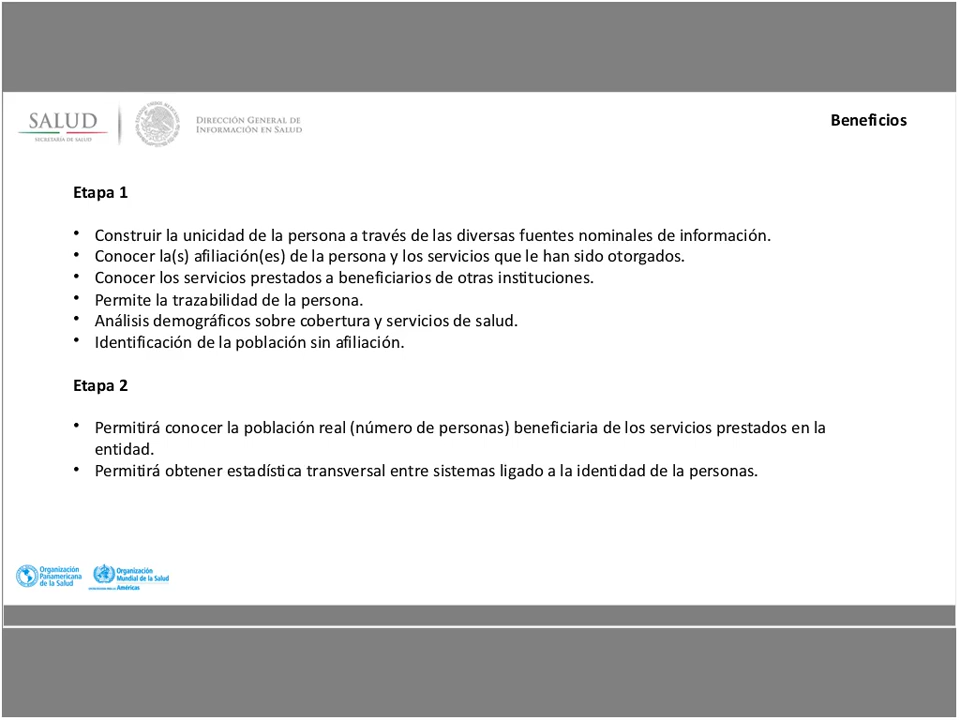 SALUD
SECRETARÍA DE SALUD
DIRECCIÓN GENERAL DE
INFORMACIÓN EN SALUD
Beneficios
Etapa 1
• Construir la unicidad de la persona a través de las diversas fuentes nominales de información.
• Conocer la(s) afiliación(es) de la persona y los servicios que le han sido otorgados.
• Conocer los servicios prestados a beneficiarios de otras instituciones.
• Permite la trazabilidad de la persona.
• Análisis demográficos sobre cobertura y servicios de salud.
• Identificación de la población sin afiliación.
Etapa 2
• Permitirá conocer la población real (número de personas) beneficiaria de los servicios prestados en la
entidad.
• Permitirá obtener estadística transversal entre sistemas ligado a la identidad de la personas.
Organización
Panamericana
de la Salud
Organización
Mundial de la Salud
Américas